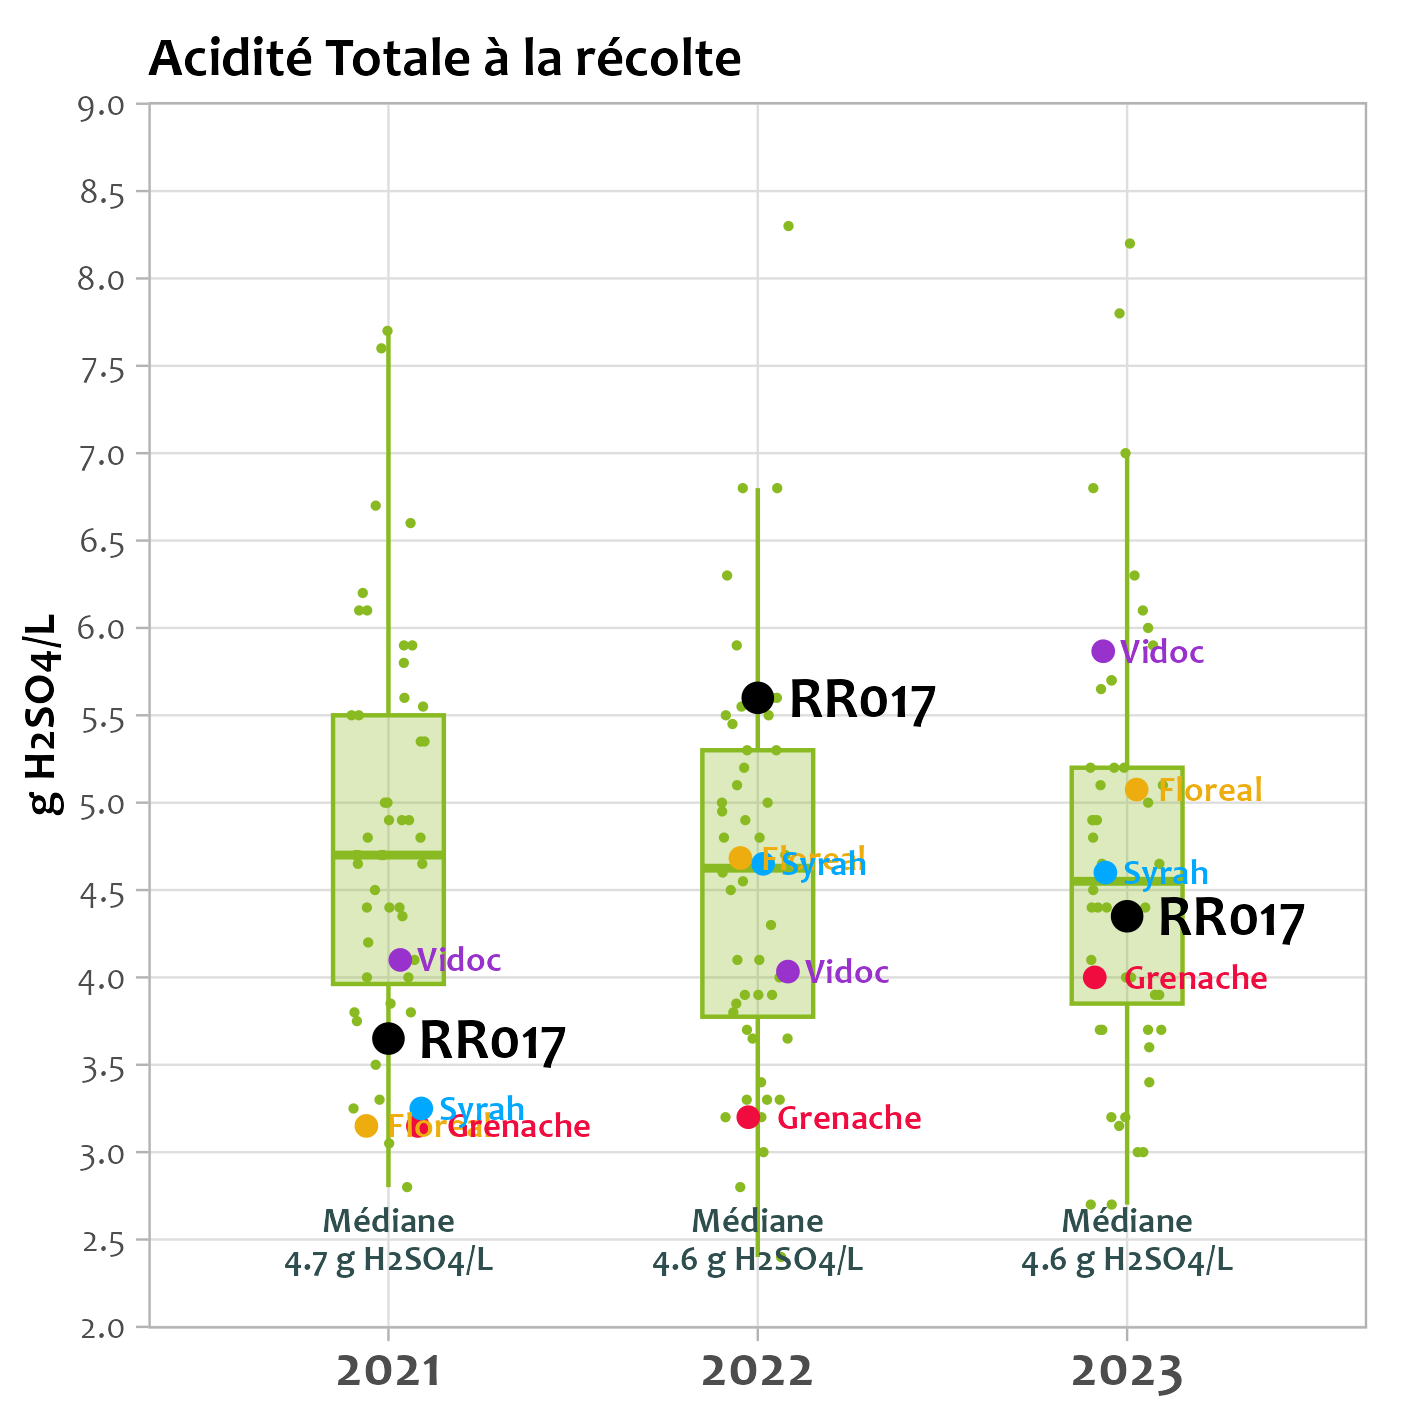 Acidité Totale à la récolte
g H2SO4/L
9.0
8.5
8.0
7.5
7.0
6.5
6.0
5.5
5.0
4.5
4.0
3.5
3.0
2.5
2.0
Vidoc
RR017
Syrah
Floreal
Grenache
RR017
Floreal
Syrah
Vidoc
Grenache
Vidoc
Floreal
Syrah
RR017
Grenache
Médiane
4.7 g H2SO4/L
Médiane
4.6 g H2SO4/L
Médiane
4.6 g H2SO4/L
2021
2022
2023